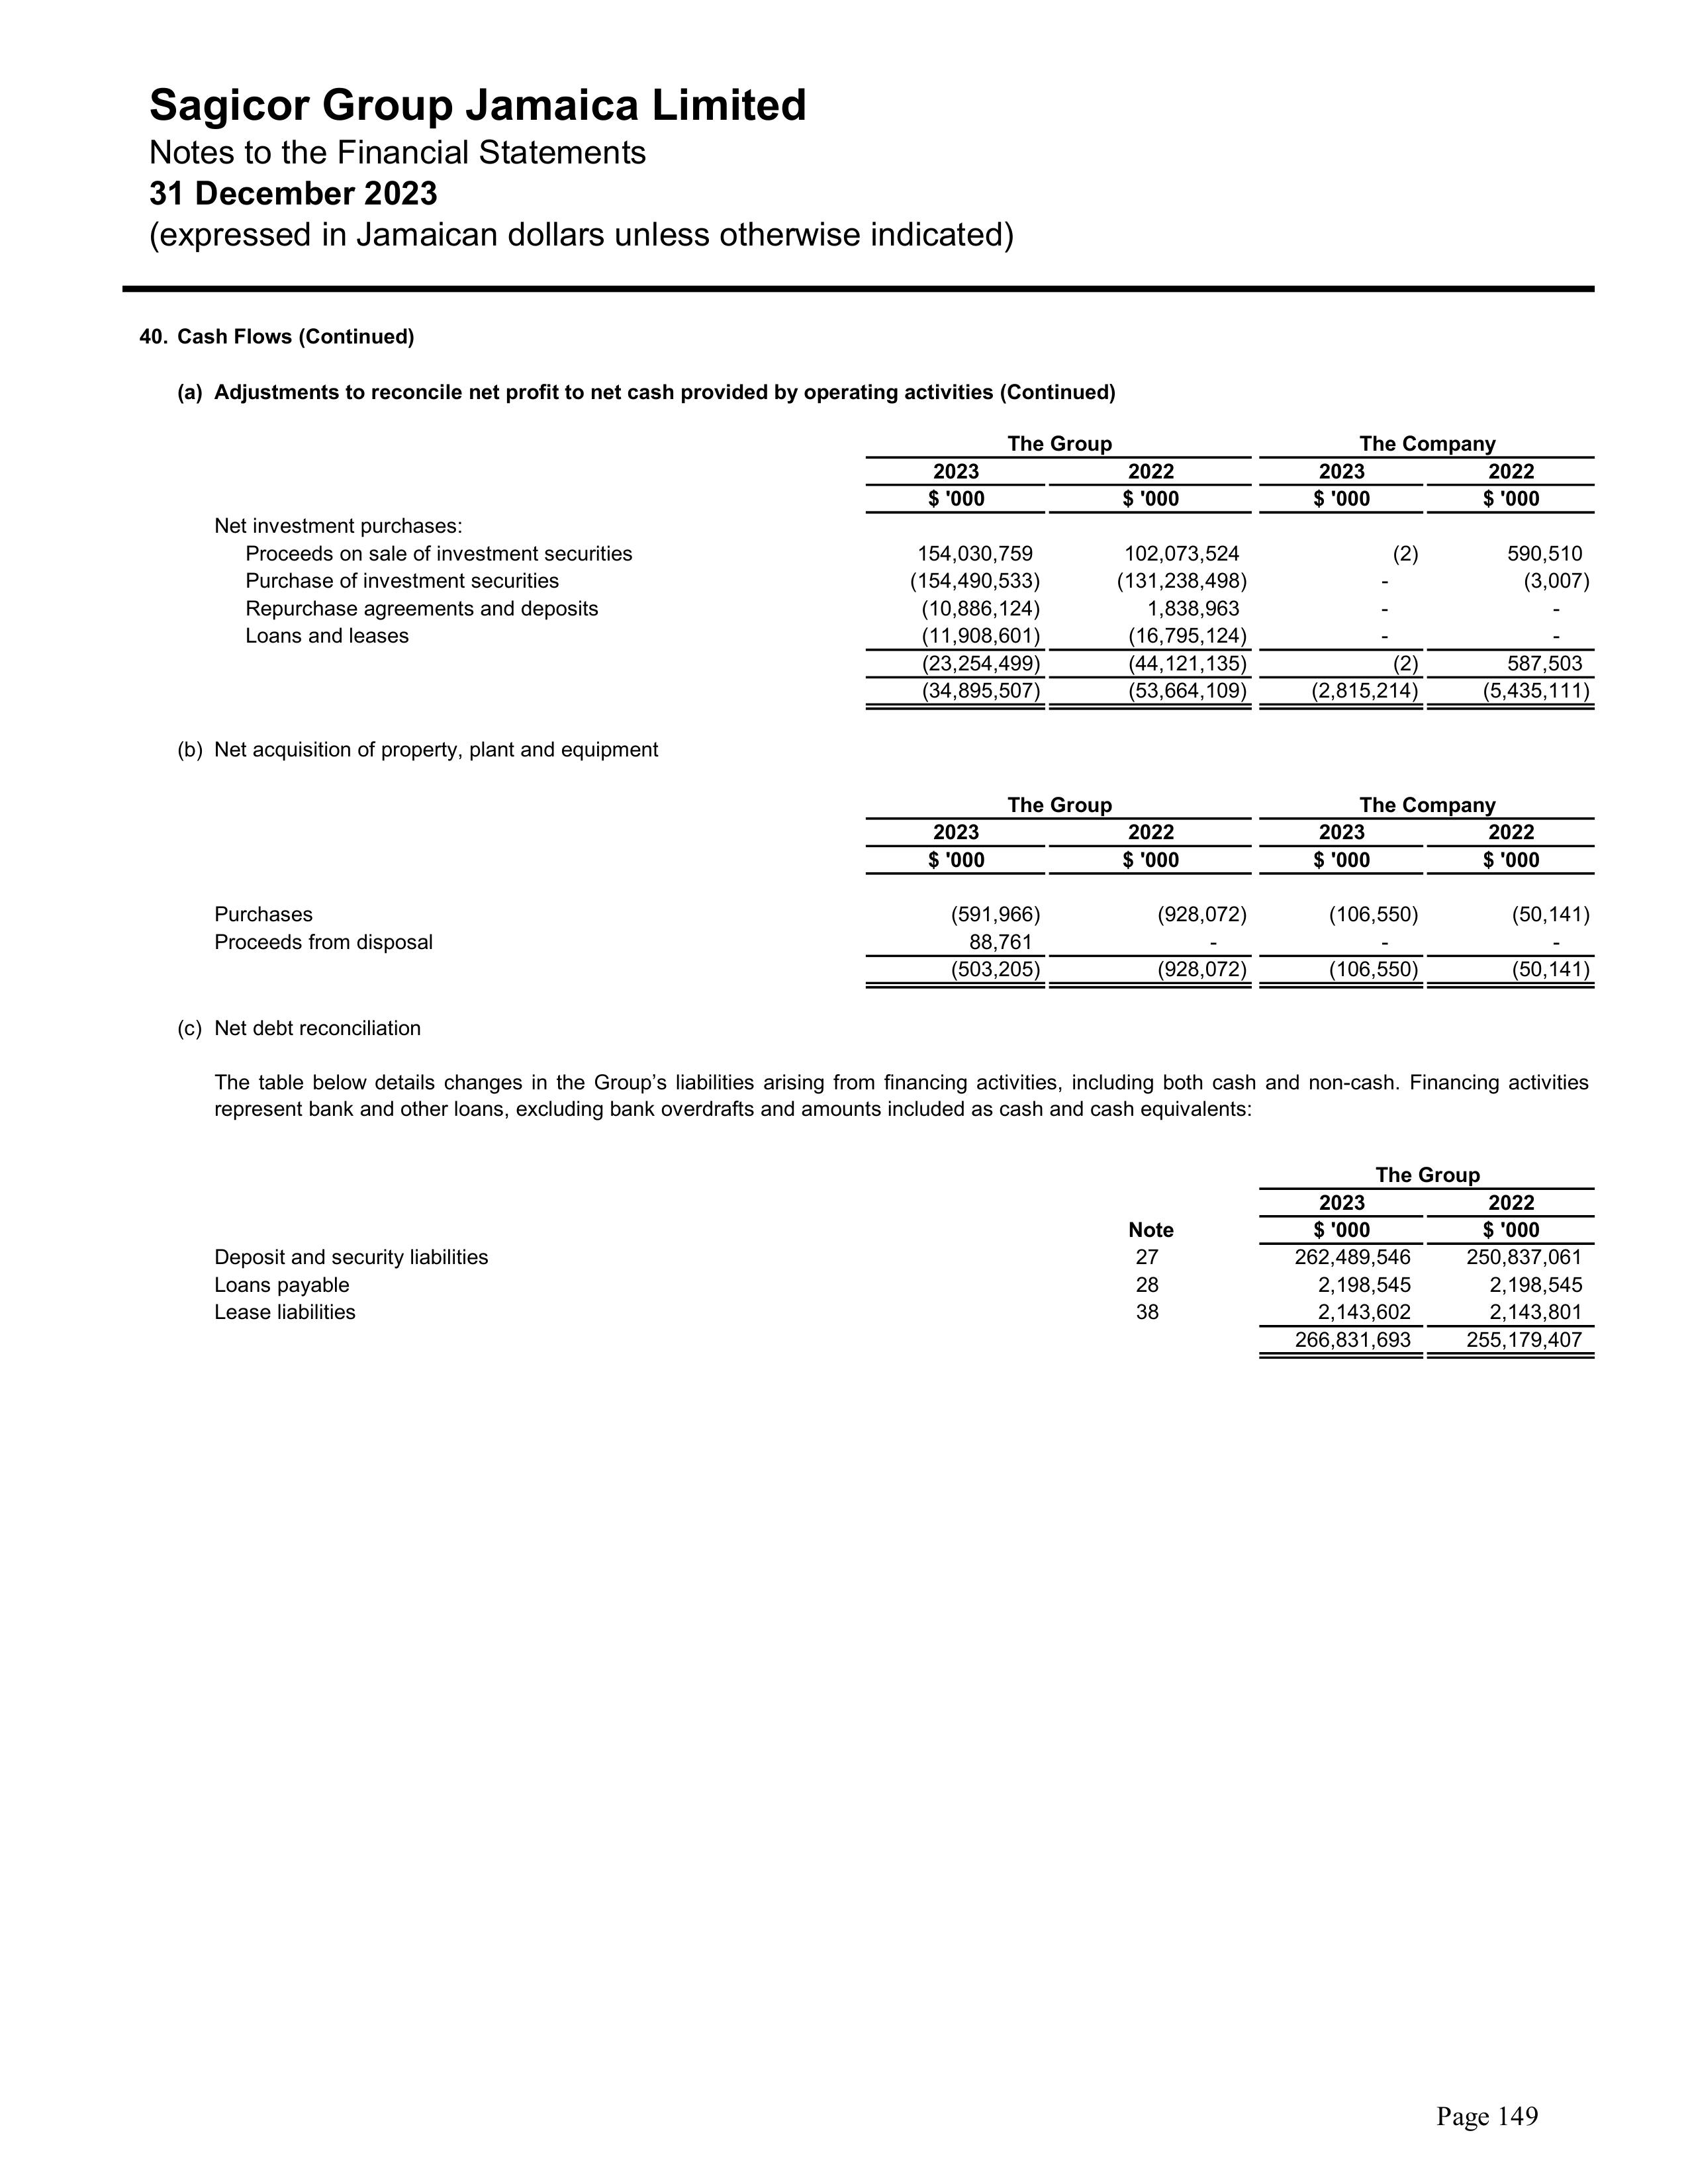 Sagicor Group Jamaica Limited
Notes to the Financial Statements
31 December 2023
(expressed in Jamaican dollars unless otherwise indicated)
40. Cash Flows (Continued)
(a) Adjustments to reconcile net profit to net cash provided by operating activities (Continued)
The Group The Company
2023 2022 2023 2022
$ '000 $ '000 $ '000 $ '000
Net investment purchases:
Proceeds on sale of investment securities 154,030,759 102,073,524 (2) 590,510
Purchase of investment securities (154,490,533) (131,238,498) - (3,007)
Repurchase agreements and deposits (10,886,124) 1,838,963 - -
Loans and leases (11,908,601) (16,795,124) - -
(23,254,499) (44,121,135) (2) 587,503
(34,895,507) (53,664,109) (2,815,214) (5,435,111)
(b) Net acquisition of property, plant and equipment
The Group The Company
2023 2022 2023 2022
$ '000 $ '000 $ '000 $ '000
Purchases (591,966) (928,072) (106,550) (50,141)
Proceeds from disposal 88,761 - - -
(503,205) (928,072) (106,550) (50,141)
(c) Net debt reconciliation
The table below details changes in the Group’s liabilities arising from financing activities, including both cash and non-cash. Financing activities
represent bank and other loans, excluding bank overdrafts and amounts included as cash and cash equivalents:
The Group
2023 2022
Note $ '000 $ '000
Deposit and security liabilities 27 262,489,546 250,837,061
Loans payable 28 2,198,545 2,198,545
Lease liabilities 38 2,143,602 2,143,801
266,831,693 255,179,407
Page 149